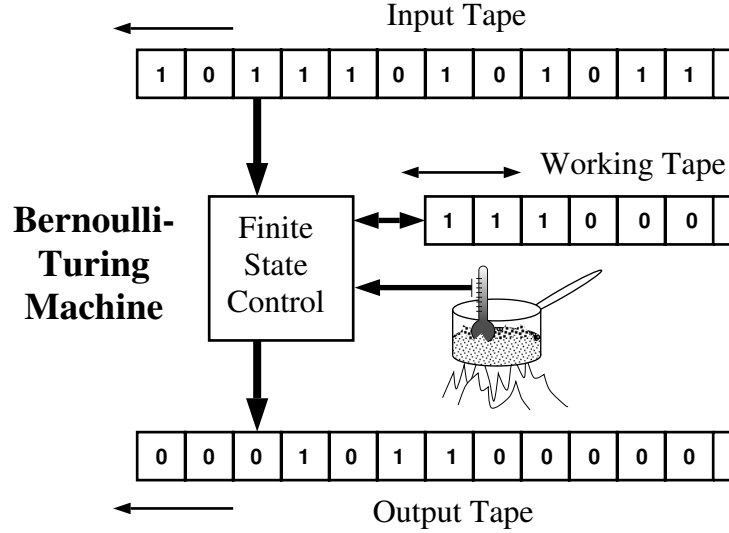 Input Tape
1 0 1 1 1 0 1 0 1 0 1 1
Working Tape
1 1 1 0 0 0
Bernoulli-
Turing
Machine
Finite
State
Control
0 0 0 1 0 1 1 0 0 0 0 0
Output Tape